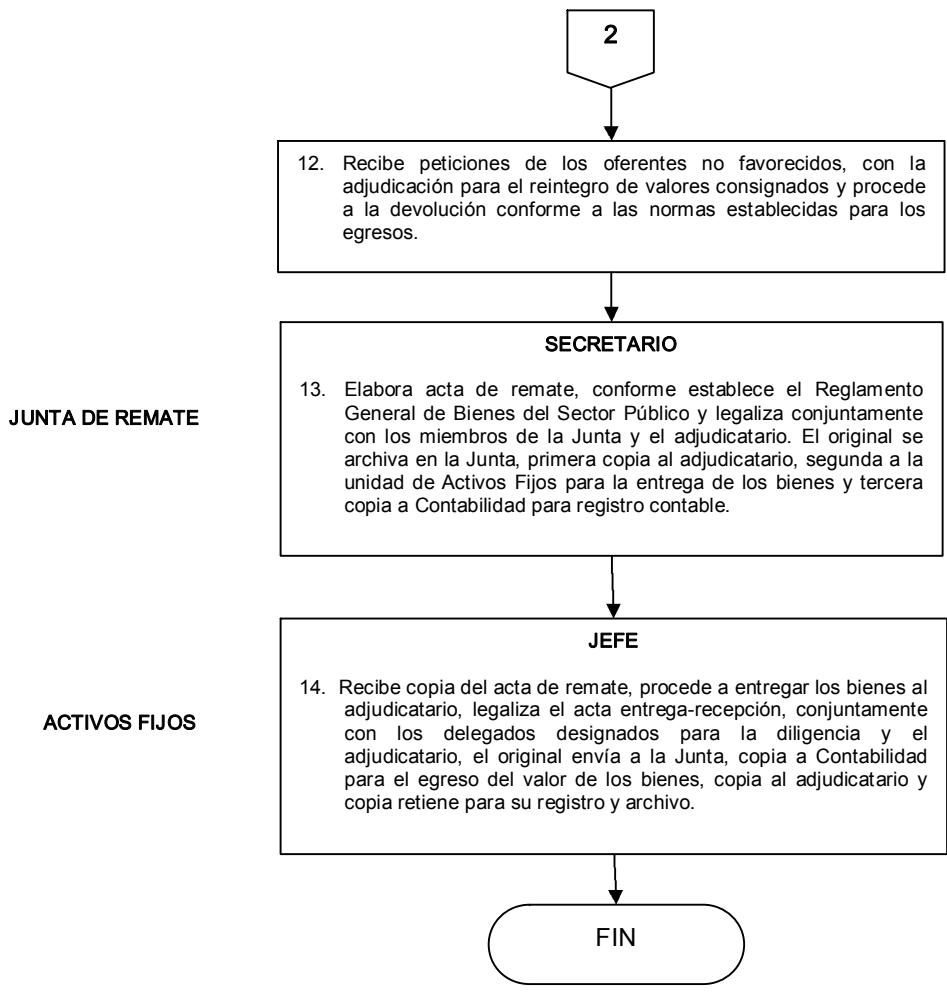 2
12. Recibe peticiones de los oferentes no favorecidos, con la
adjudicación para el reintegro de valores consignados y procede
a la devolución conforme a las normas establecidas para los
egresos.
SECRETARIO
JUNTA DE REMATE
13. Elabora acta de remate, conforme establece el Reglamento
General de Bienes del Sector Público y legaliza conjuntamente
con los miembros de la Junta y el adjudicatario. El original se
archiva en la Junta, primera copia al adjudicatario, segunda a la
unidad de Activos Fijos para la entrega de los bienes y tercera
copia a Contabilidad para registro contable.
JEFE
ACTIVOS FIJOS
14. Recibe copia del acta de remate, procede a entregar los bienes al
adjudicatario, legaliza el acta entrega-recepción, conjuntamente
con los delegados designados para la diligencia y el
adjudicatario, el original envía a la Junta, copia a Contabilidad
para el egreso del valor de los bienes, copia al adjudicatario y
copia retiene para su registro y archivo.
FIN